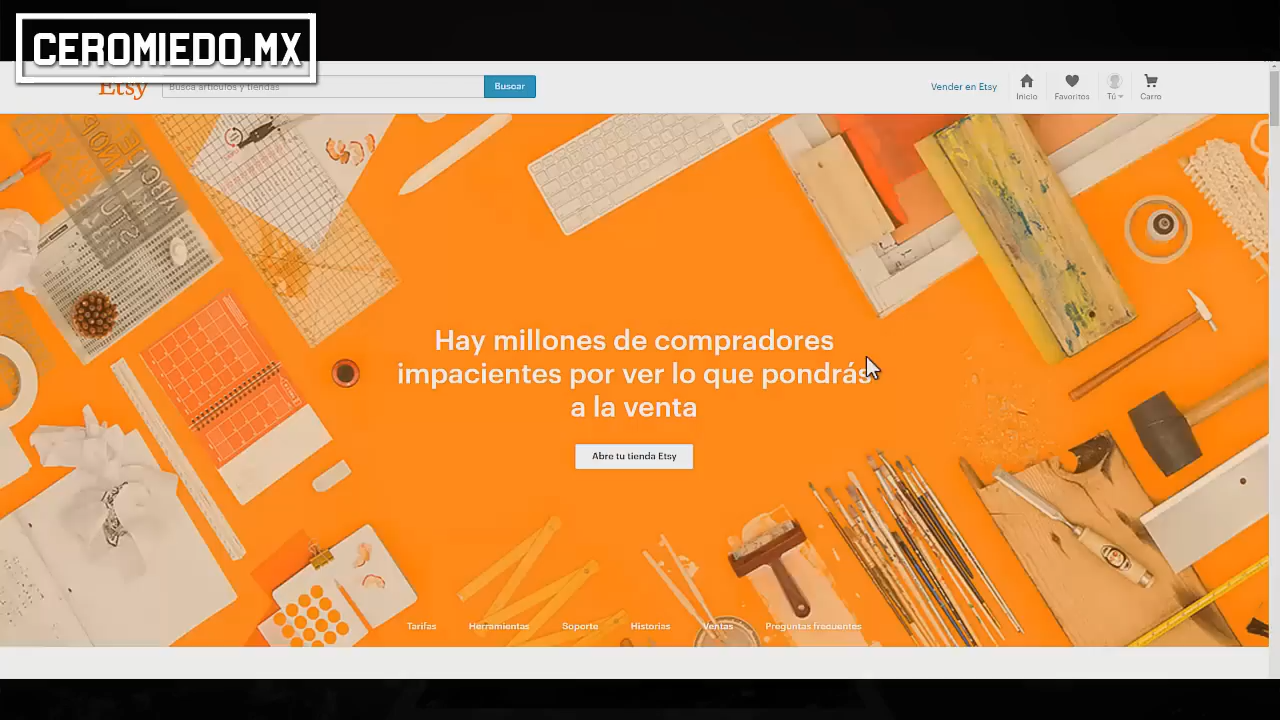 CEROMIEDO.MX
Etsy
Busca artículos y tiendas
Buscar
Vender en Etsy
Inicio
Favoritos
Tú
Carro
Hay millones de compradores
impacientes por ver lo que pondrás
a la venta
Abre tu tienda Etsy
Tarifas
Herramientas
Soporte
Historias
Ventas
Preguntas frecuentes